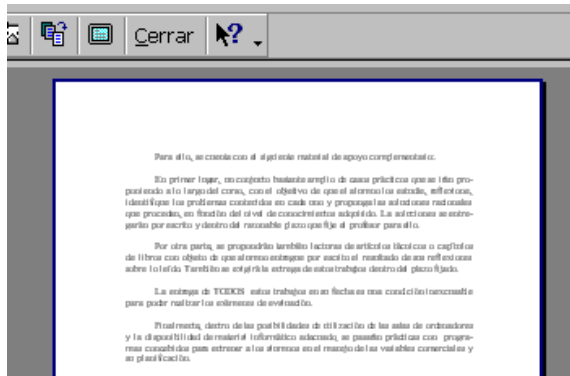 Cerrar
Para ello, se cuenta con el siguiente material de apoyo complementario:
En primer lugar, un conjunto bastante amplio de casos prácticos que se irán pro-
poniendo a lo largo del curso, con el objetivo de que el alumno los estudie, reflexione,
identifique los problemas contenidos en cada uno y proponga las soluciones racionales
que procedan, en función del nivel de conocimientos adquirido. La soluciones se entre-
garán por escrito y dentro del razonable plazo que fije el profesor para ello.
Por otra parte, se propondrán también lecturas de artículos técnicos o capítulos
de libros con objeto de que alumno entregue por escrito el resultado de sus reflexiones
sobre lo leído. También se exigirá la entrega de estos trabajos dentro del plazo fijado.
La entrega de TODOS estos trabajos en su fecha es una condición inexcusable
para poder realizar los exámenes de evaluación.
Finalmente, dentro de las posibilidades de utilización de las salas de ordenadores
y la disponibilidad de material informático adecuado, se pasarán prácticas con progra-
mas concebidos para entrenar a los alumnos en el manejo de las variables comerciales y
su planificación.